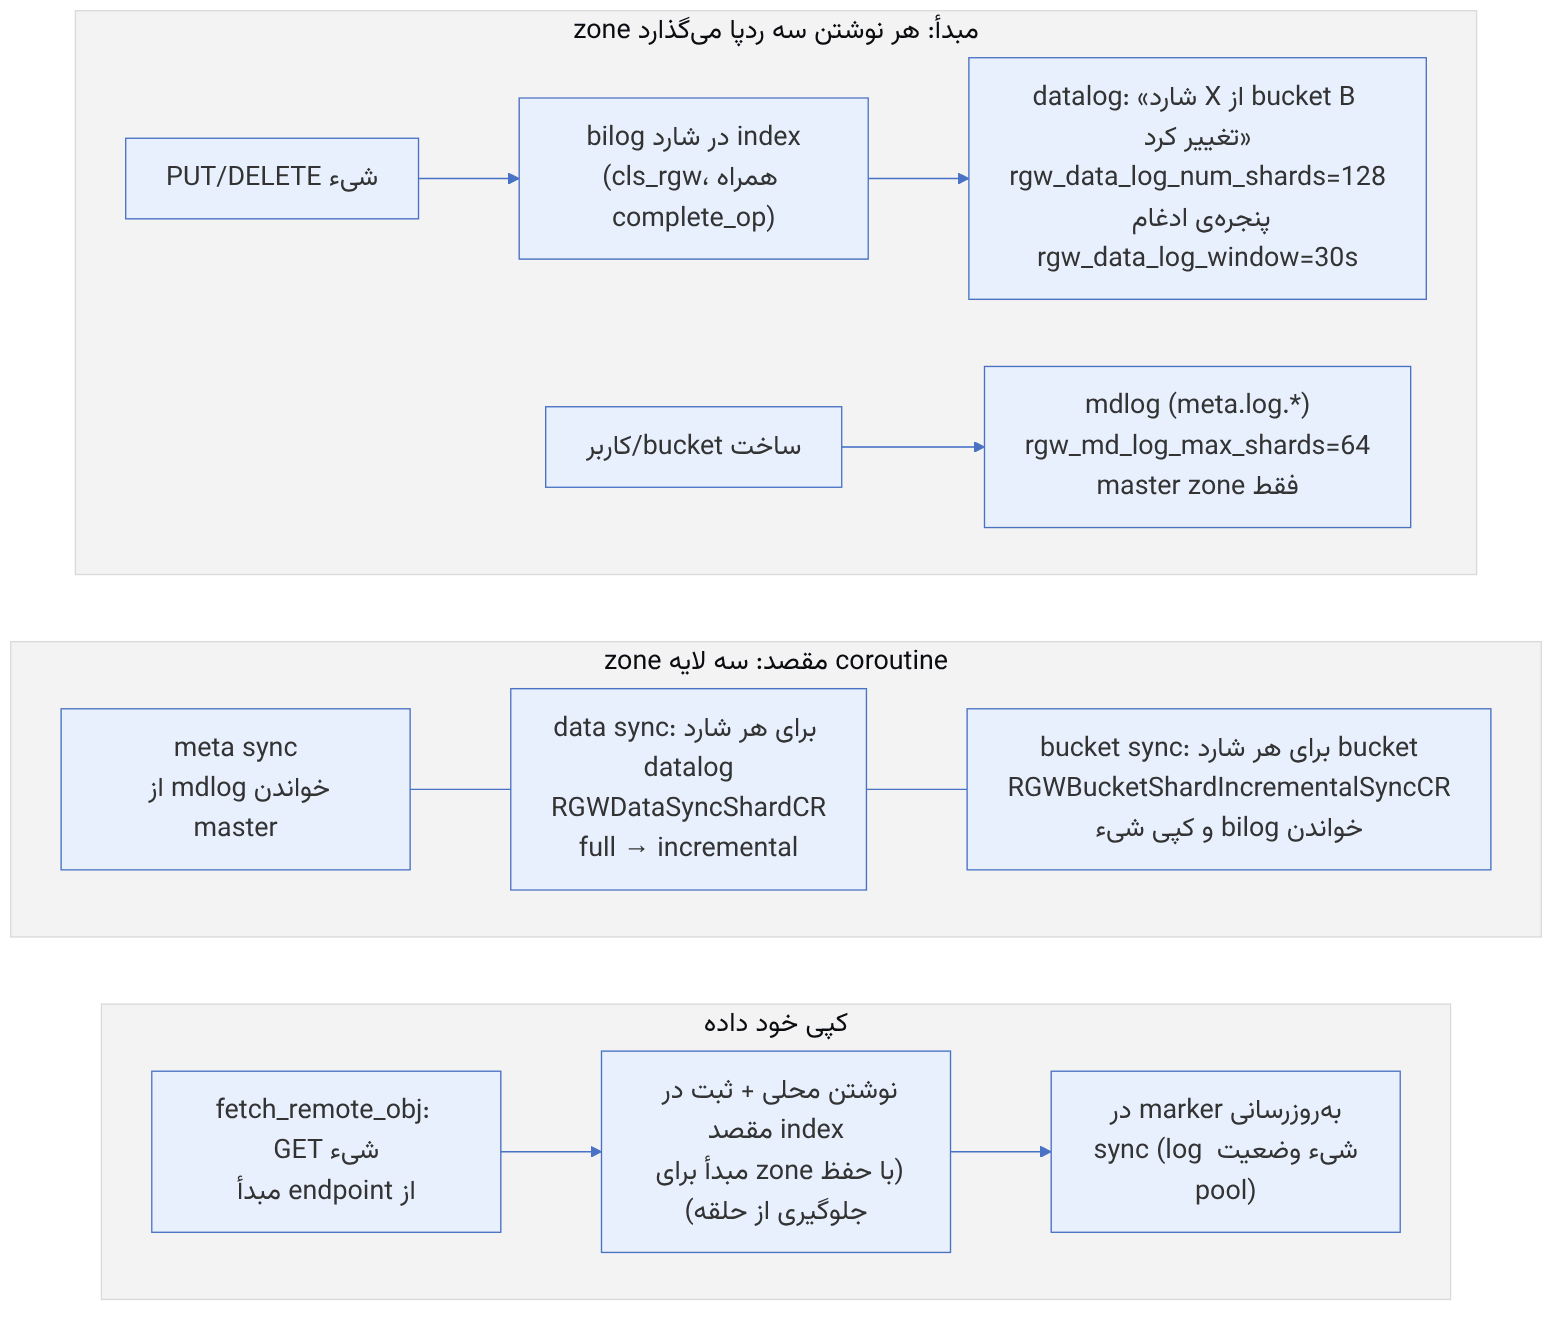 zone مبدأ: هر نوشتن سه ردپا می‌گذارد
PUT/DELETE شیء
bilog در شارد index
(cls_rgw، همراه
complete_op)
datalog: «شارد X از bucket B
تغییر کرد»
rgw_data_log_num_shards=128
پنجره‌ی ادغام
rgw_data_log_window=30s
ساخت bucket/کاربر
mdlog (meta.log.*)
rgw_md_log_max_shards=64
فقط master zone
zone مقصد: سه لایه coroutine
meta sync
خواندن mdlog از
master
data sync: برای هر شارد
datalog
RGWDataSyncShardCR
full → incremental
bucket sync: برای هر شارد bucket
RGWBucketShardIncrementalSyncCR
خواندن bilog و کپی شیء
کپی خود داده
fetch_remote_obj:
GET شیء
از endpoint مبدأ
نوشتن محلی + ثبت در
index مقصد
(با حفظ zone مبدأ برای
جلوگیری از حلقه)
به‌روزرسانی marker در
شیء وضعیت sync (log
pool)